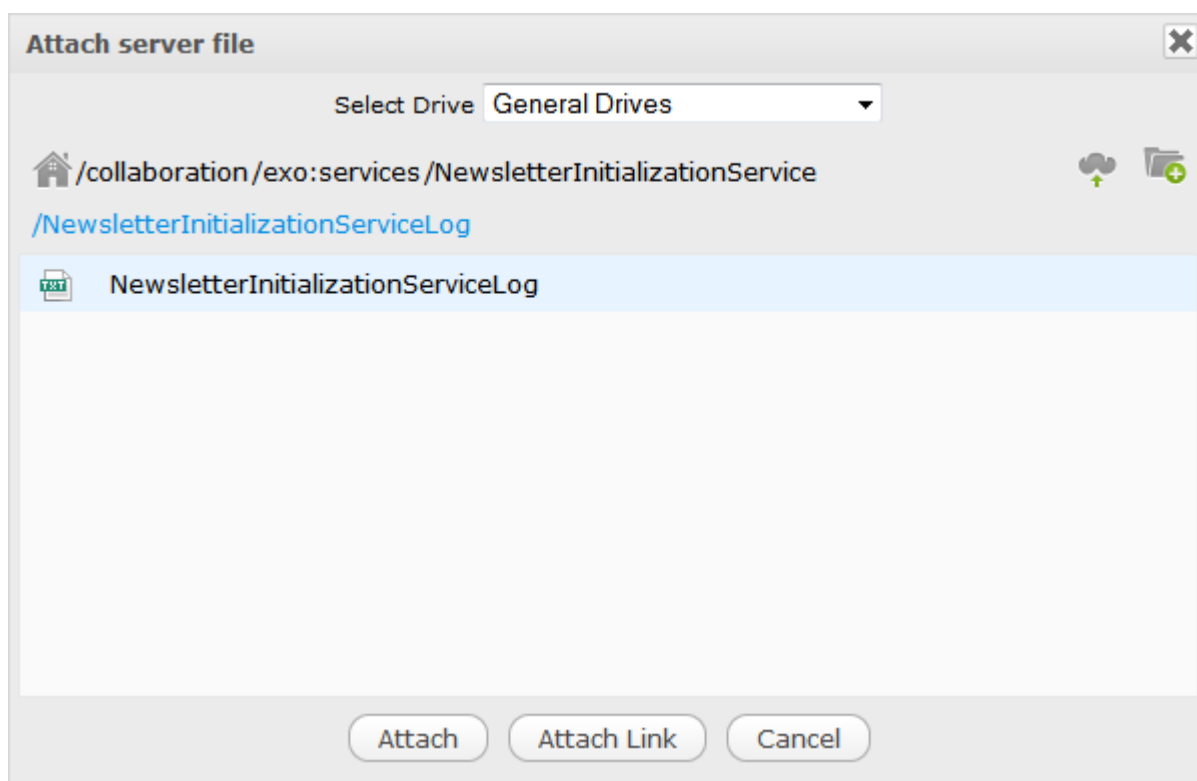 Attach server file
Select Drive General Drives
/collaboration/exo:services/NewsletterInitializationService
/NewsletterInitializationServiceLog
TXT NewsletterInitializationServiceLog
Attach Attach Link Cancel